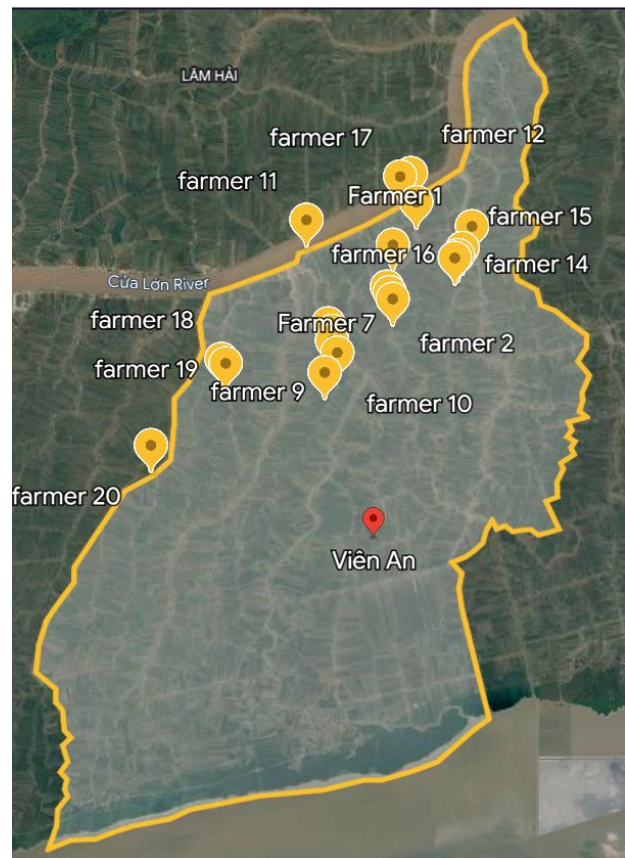 LÂM HẢI
farmer 17
farmer 12
farmer 11
Farmer 1
farmer 15
farmer 16
farmer 14
Cửa Lớn River
farmer 18
Farmer 7
farmer 2
farmer 19
farmer 9
farmer 10
farmer 20
Viên An